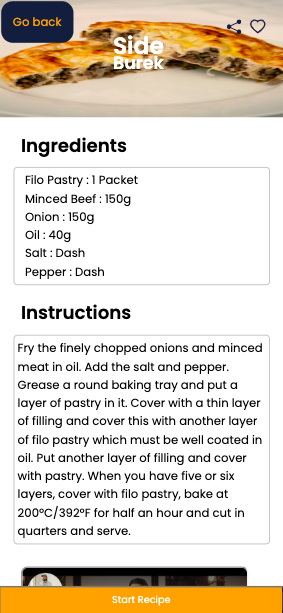 Go back
Side
Burek
Ingredients
Filo Pastry : 1 Packet
Minced Beef : 150g
Onion : 150g
Oil : 40g
Salt : Dash
Pepper : Dash
Instructions
Fry the finely chopped onions and minced
meat in oil. Add the salt and pepper.
Grease a round baking tray and put a
layer of pastry in it. Cover with a thin layer
of filling and cover this with another layer
of filo pastry which must be well coated in
oil. Put another layer of filling and cover
with pastry. When you have five or six
layers, cover with filo pastry, bake at
200ºC/392ºF for half an hour and cut in
quarters and serve.
Start Recipe